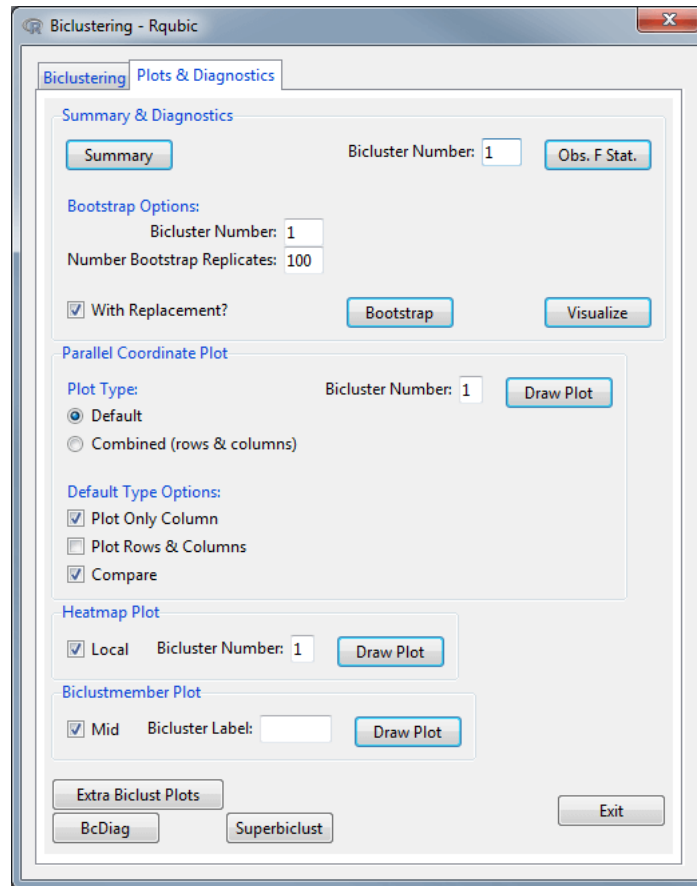 Biclustering - Rqubic
Biclustering Plots & Diagnostics
Summary & Diagnostics
Summary Bicluster Number: 1 Obs. F Stat.
Bootstrap Options:
Bicluster Number: 1
Number Bootstrap Replicates: 100
With Replacement? Bootstrap Visualize
Parallel Coordinate Plot
Plot Type: Bicluster Number: 1 Draw Plot
Default
Combined (rows & columns)
Default Type Options:
Plot Only Column
Plot Rows & Columns
Compare
Heatmap Plot
Local Bicluster Number: 1 Draw Plot
Biclustmember Plot
Mid Bicluster Label: Draw Plot
Extra Biclust Plots
Exit
BcDiag Superbiclust